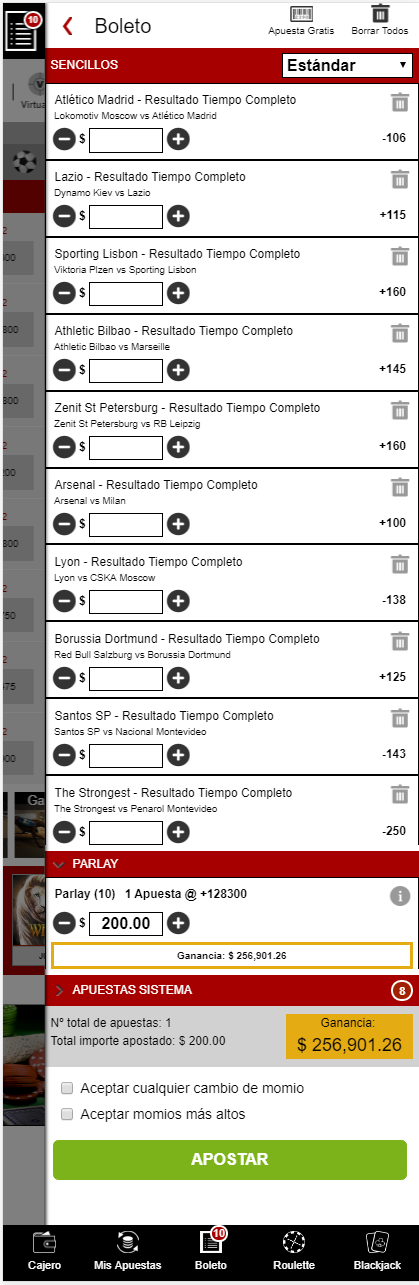 10
Boleto
Apuesta Gratis
Borrar Todos
SENCILLOS
Estándar
Atlético Madrid - Resultado Tiempo Completo
Lokomotiv Moscow vs Atlético Madrid
$
-106
Lazio - Resultado Tiempo Completo
Dynamo Kiev vs Lazio
$
+115
Sporting Lisbon - Resultado Tiempo Completo
Viktoria Plzen vs Sporting Lisbon
$
+160
Athletic Bilbao - Resultado Tiempo Completo
Athletic Bilbao vs Marseille
$
+145
Zenit St Petersburg - Resultado Tiempo Completo
Zenit St Petersburg vs RB Leipzig
$
+160
Arsenal - Resultado Tiempo Completo
Arsenal vs Milan
$
+100
Lyon - Resultado Tiempo Completo
Lyon vs CSKA Moscow
$
-138
Borussia Dortmund - Resultado Tiempo Completo
Red Bull Salzburg vs Borussia Dortmund
$
+125
Santos SP - Resultado Tiempo Completo
Santos SP vs Nacional Montevideo
$
-143
The Strongest - Resultado Tiempo Completo
The Strongest vs Penarol Montevideo
$
-250
PARLAY
Parlay (10) 1 Apuesta @ +128300
$ 200.00
Ganancia: $ 256,901.26
APUESTAS SISTEMA
8
Nº total de apuestas: 1
Total importe apostado: $ 200.00
Ganancia:
$ 256,901.26
Aceptar cualquier cambio de momio
Aceptar momios más altos
APOSTAR
Cajero
Mis Apuestas
10
Boleto
Roulette
Blackjack